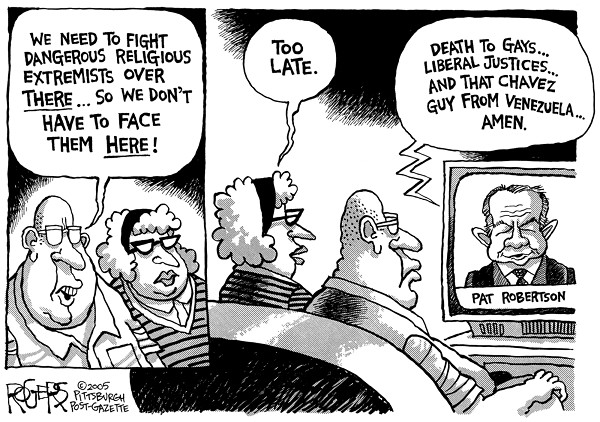 WE NEED TO FIGHT
DANGEROUS RELIGIOUS
EXTREMISTS OVER
THERE... SO WE DON'T
HAVE TO FACE
THEM HERE!
TOO
LATE.
DEATH TO GAYS...
LIBERAL JUSTICES...
AND THAT CHAVEZ
GUY FROM VENEZUELA...
AMEN.
PAT ROBERTSON
ROGERS
©2005
PITTSBURGH
POST-GAZETTE